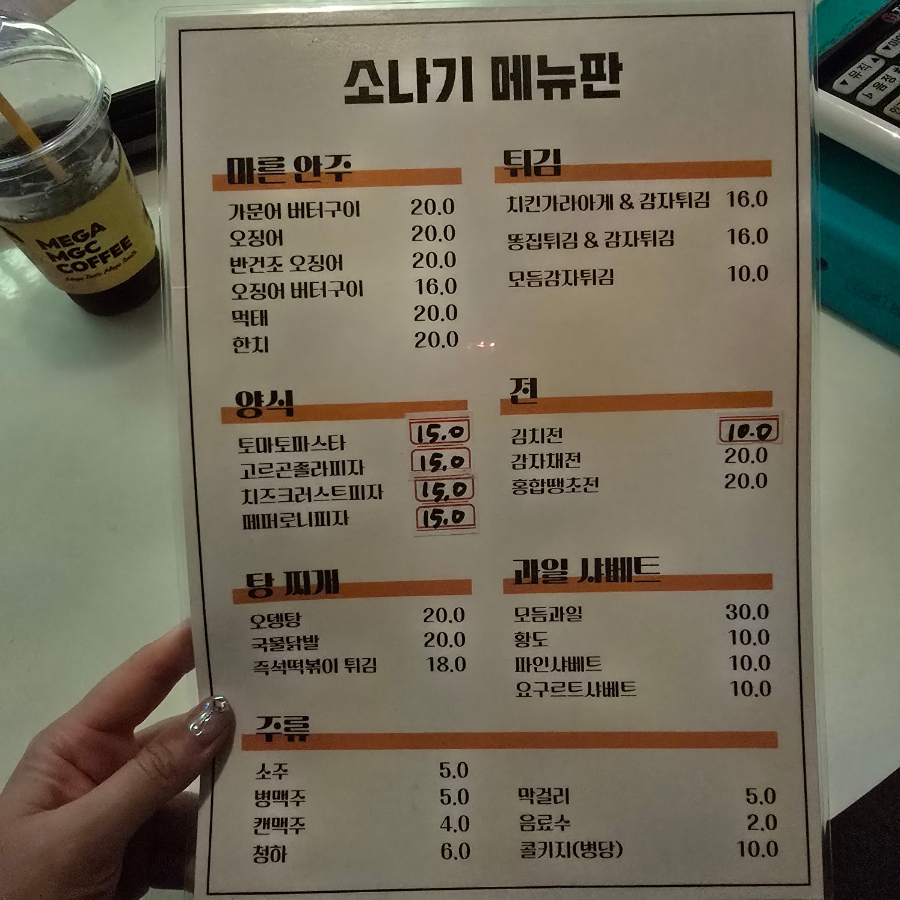 소나기 메뉴판
마른 안주
가문어 버터구이 20.0
오징어 20.0
반건조 오징어 20.0
오징어 버터구이 16.0
먹태 20.0
한치 20.0
튀김
치킨가라아게 & 감자튀김 16.0
똥집튀김 & 감자튀김 16.0
모듬감자튀김 10.0
양식
토마토파스타 15.0
고르곤졸라피자 15.0
치즈크러스트피자 15.0
페퍼로니피자 15.0
전
김치전 10.0
감자채전 20.0
홍합땡초전 20.0
탕 찌개
오뎅탕 20.0
국물닭발 20.0
즉석떡볶이 튀김 18.0
과일 샤베트
모듬과일 30.0
황도 10.0
파인샤베트 10.0
요구르트샤베트 10.0
주류
소주 5.0
병맥주 5.0
캔맥주 4.0
청하 6.0
막걸리 5.0
음료수 2.0
콜키지(병당) 10.0
MEGA
MGC
COFFEE